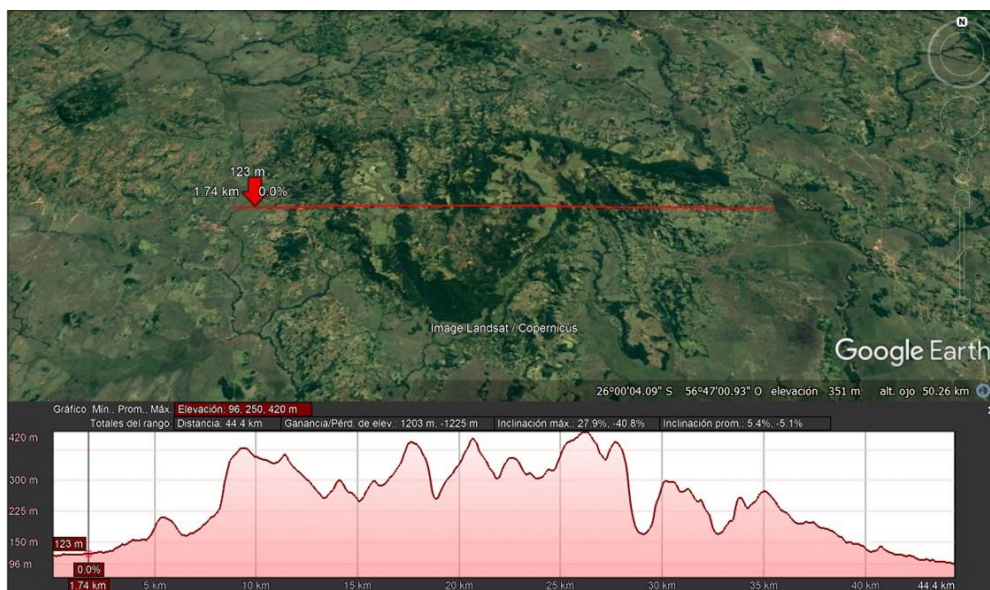 N
123 m
1.74 km 0.0%
Image Landsat / Copernicus
Google Earth
26°00'04.09" S 56°47'00.93" O elevación 351 m alt. ojo 50.26 km
Gráfico: Mín., Prom., Máx. Elevación: 96, 250, 420 m
Totales del rango: Distancia: 44.4 km Ganancia/Pérd. de elev.: 1203 m, -1225 m Inclinación máx.: 27.9%, -40.8% Inclinación prom.: 5.4%, -5.1%
420 m
300 m
225 m
150 m
123 m
96 m
0.0%
1.74 km 5 km 10 km 15 km 20 km 25 km 30 km 35 km 40 km 44.4 km